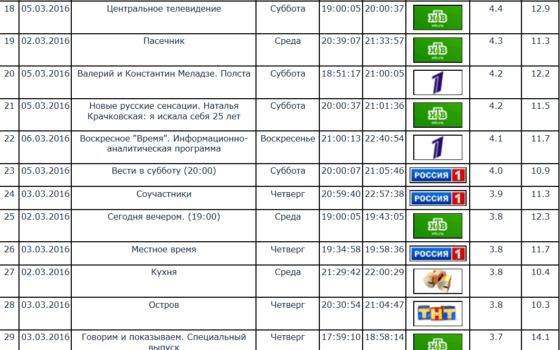 18 05.03.2016 Центральное телевидение Суббота 19:00:05 20:00:37 НТВ 4.4 12.9
19 02.03.2016 Пасечник Среда 20:39:07 21:33:57 НТВ 4.3 11.3
20 05.03.2016 Валерий и Константин Меладзе. Полста Суббота 18:51:17 21:00:05 1 4.2 12.2
21 05.03.2016 Новые русские сенсации. Наталья Суббота 20:00:37 21:01:36 НТВ 4.2 11.5
Крачковская: я искала себя 25 лет
22 06.03.2016 Воскресное "Время". Информационно- Воскресенье 21:00:13 22:40:54 1 4.1 11.7
аналитическая программа
23 05.03.2016 Вести в субботу (20:00) Суббота 20:00:07 21:05:46 РОССИЯ 1 4.0 10.9
24 03.03.2016 Соучастники Четверг 20:59:40 22:57:38 РОССИЯ 1 3.9 11.3
25 02.03.2016 Сегодня вечером. (19:00) Среда 19:00:05 19:43:05 НТВ 3.8 12.3
26 03.03.2016 Местное время Четверг 19:34:58 19:58:36 РОССИЯ 1 3.8 11.7
27 02.03.2016 Кухня Среда 21:29:42 22:00:29 3.8 10.4
28 03.03.2016 Остров Четверг 20:30:54 21:04:47 ТНТ 3.8 10.3
29 03.03.2016 Говорим и показываем. Специальный Четверг 17:59:10 18:58:14 НТВ 3.7 14.1
выпуск